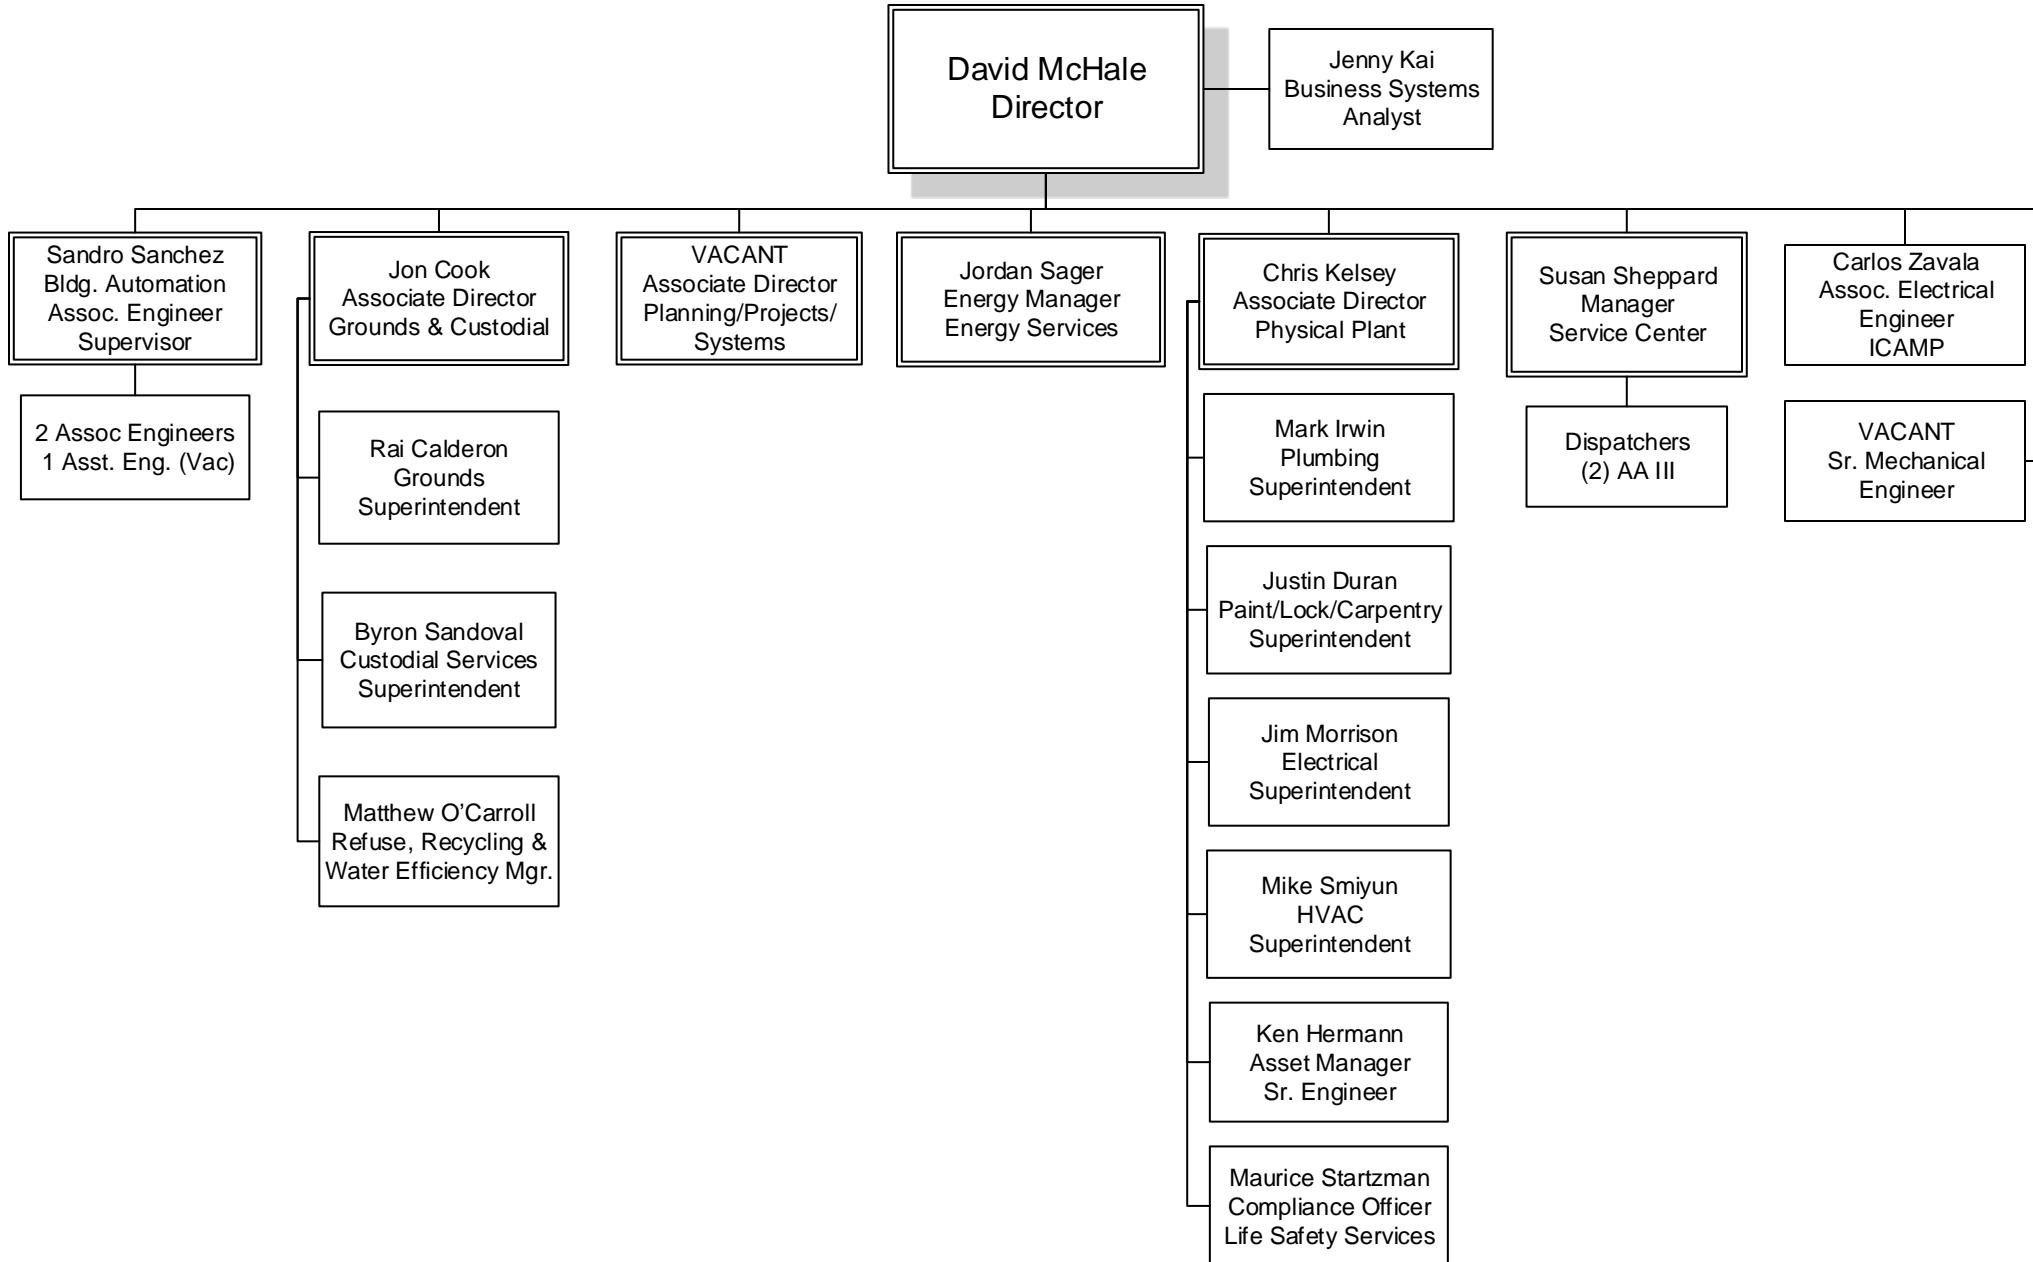 David McHale
Director
Jenny Kai
Business Systems
Analyst
Sandro Sanchez
Bldg. Automation
Assoc. Engineer
Supervisor
2 Assoc Engineers
1 Asst. Eng. (Vac)
Jon Cook
Associate Director
Grounds & Custodial
Rai Calderon
Grounds
Superintendent
Byron Sandoval
Custodial Services
Superintendent
Matthew O’Carroll
Refuse, Recycling &
Water Efficiency Mgr.
VACANT
Associate Director
Planning/Projects/
Systems
Jordan Sager
Energy Manager
Energy Services
Chris Kelsey
Associate Director
Physical Plant
Mark Irwin
Plumbing
Superintendent
Justin Duran
Paint/Lock/Carpentry
Superintendent
Jim Morrison
Electrical
Superintendent
Mike Smiyun
HVAC
Superintendent
Ken Hermann
Asset Manager
Sr. Engineer
Maurice Startzman
Compliance Officer
Life Safety Services
Susan Sheppard
Manager
Service Center
Dispatchers
(2) AA III
Carlos Zavala
Assoc. Electrical
Engineer
ICAMP
VACANT
Sr. Mechanical
Engineer